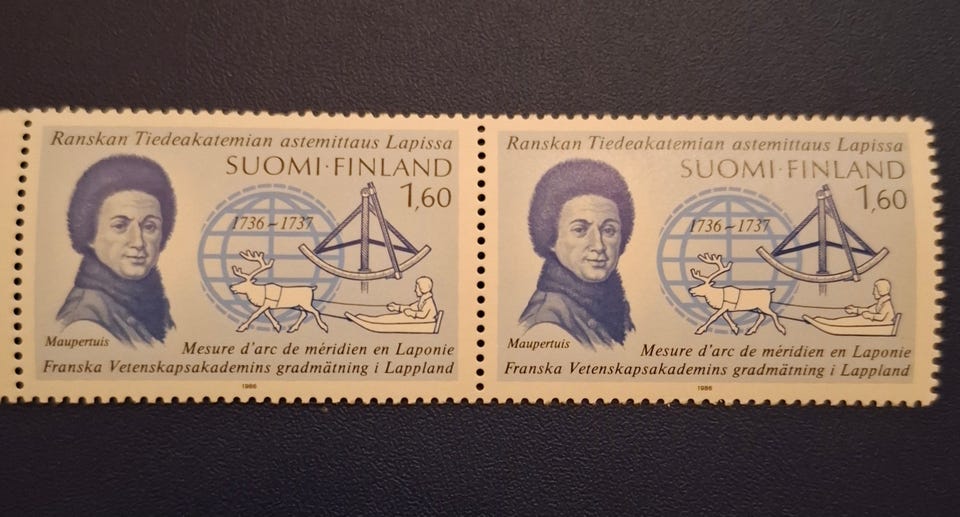 Ranskan Tiedeakatemian astemittaus Lapissa
SUOMI·FINLAND
1,60
1736~1737
Maupertuis
Mesure d'arc de méridien en Laponie
Franska Vetenskapsakademins gradmätning i Lappland
1986
Ranskan Tiedeakatemian astemittaus Lapissa
SUOMI·FINLAND
1,60
1736~1737
Maupertuis
Mesure d'arc de méridien en Laponie
Franska Vetenskapsakademins gradmätning i Lappland
1986